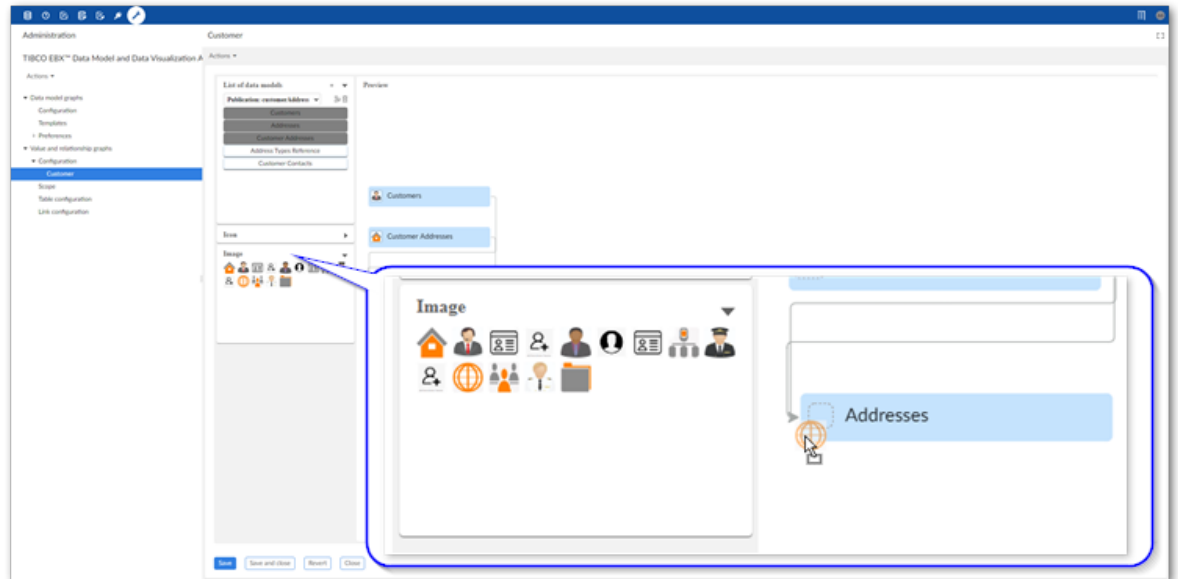 Administration
Customer
TIBCO EBX™ Data Model and Data Visualization A
Actions
Actions
Data model graphs
Configuration
Templates
Preferences
Value and relationship graphs
Configuration
Customer
Scope
Table configuration
Link configuration
List of data models
Publication: customerAddress
Customers
Addresses
Customer Addresses
Address Types Reference
Customer Contacts
Icon
Image
Preview
Customers
Customer Addresses
Image
Addresses
Save
Save and close
Revert
Close